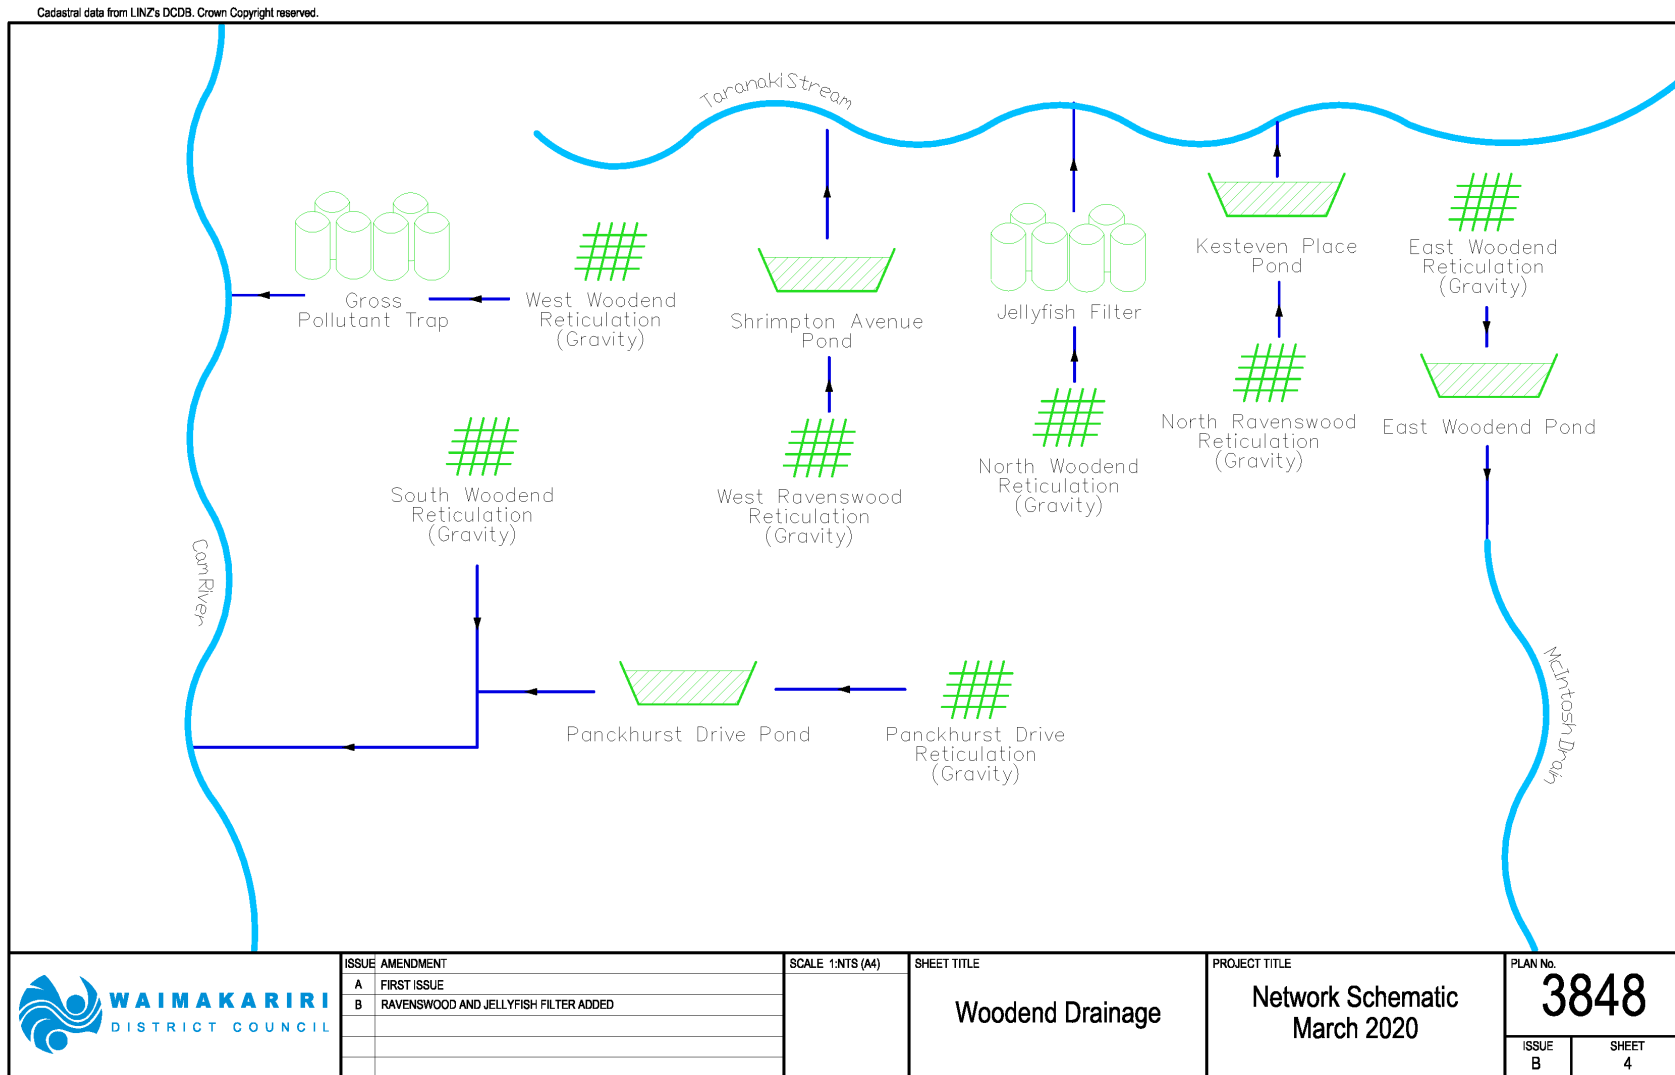 Cadastral data from LINZ's DCDB. Crown Copyright reserved.
Taranaki Stream
Gross
Pollutant Trap
West Woodend
Reticulation
(Gravity)
Shrimpton Avenue
Pond
Jellyfish Filter
Kesteven Place
Pond
East Woodend
Reticulation
(Gravity)
South Woodend
Reticulation
(Gravity)
West Ravenswood
Reticulation
(Gravity)
North Woodend
Reticulation
(Gravity)
North Ravenswood
Reticulation
(Gravity)
East Woodend Pond
Cam River
Panckhurst Drive Pond
Panckhurst Drive
Reticulation
(Gravity)
McIntosh Drain
WAIMAKARIRI
DISTRICT COUNCIL
ISSUE AMENDMENT
A FIRST ISSUE
B RAVENSWOOD AND JELLYFISH FILTER ADDED
SCALE 1:NTS (A4)
SHEET TITLE
Woodend Drainage
PROJECT TITLE
Network Schematic
March 2020
PLAN No.
3848
ISSUE
B
SHEET
4